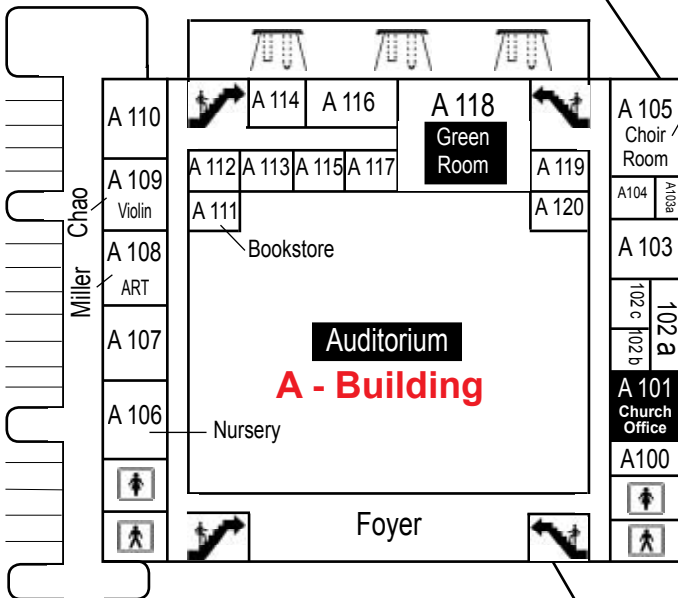 A 110
A 114
A 116
A 118
Green
Room
A 105
Choir
Room
A 112
A 113
A 115
A 117
A 119
A 109
Violin
Chao
A104
A103a
A 111
A 120
Bookstore
A 108
ART
Miller
A 103
102 c
102 a
102 b
A 107
Auditorium
A - Building
A 106
Nursery
A 101
Church
Office
A100
Foyer